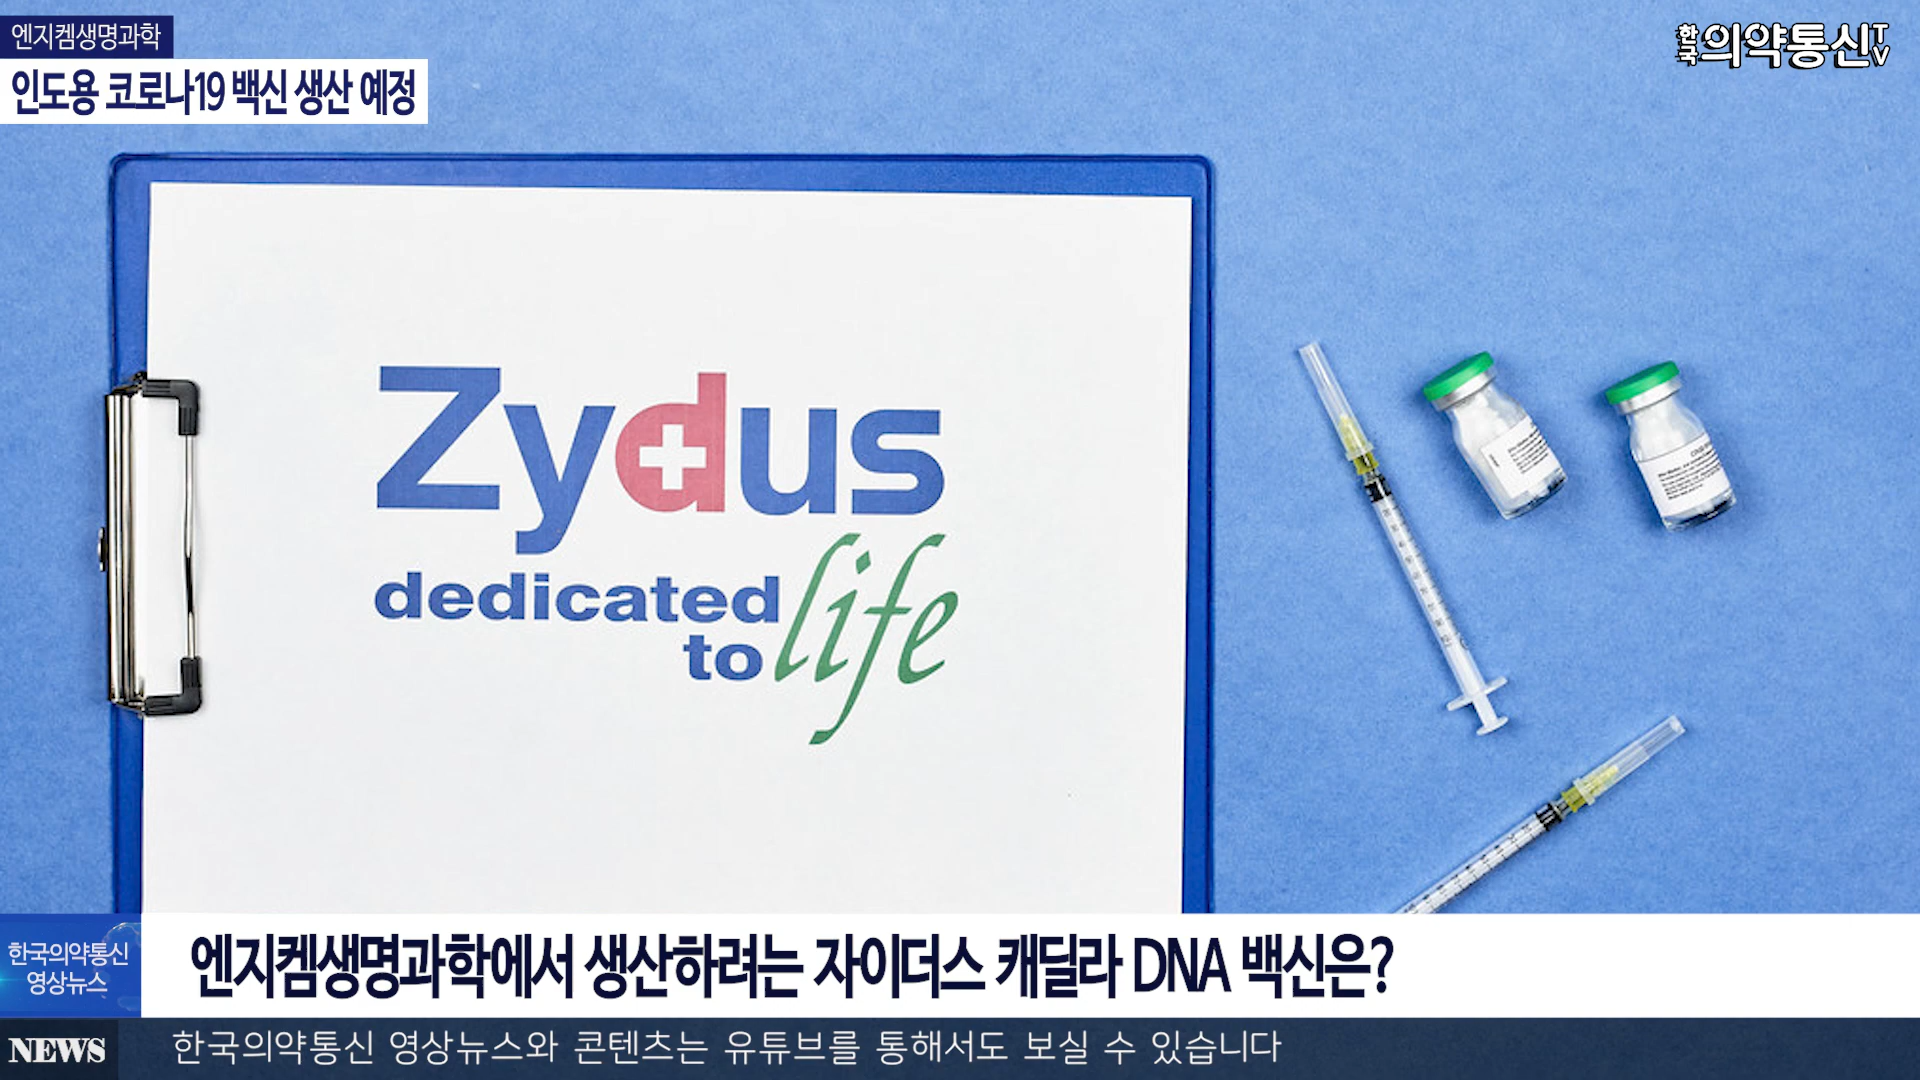 엔지켐생명과학
인도용 코로나19 백신 생산 예정
한국의약통신TV
Zydus
dedicated
to life
한국의약통신
영상뉴스
엔지켐생명과학에서 생산하려는 자이더스 캐딜라 DNA 백신은?
NEWS
한국의약통신 영상뉴스와 콘텐츠는 유튜브를 통해서도 보실 수 있습니다